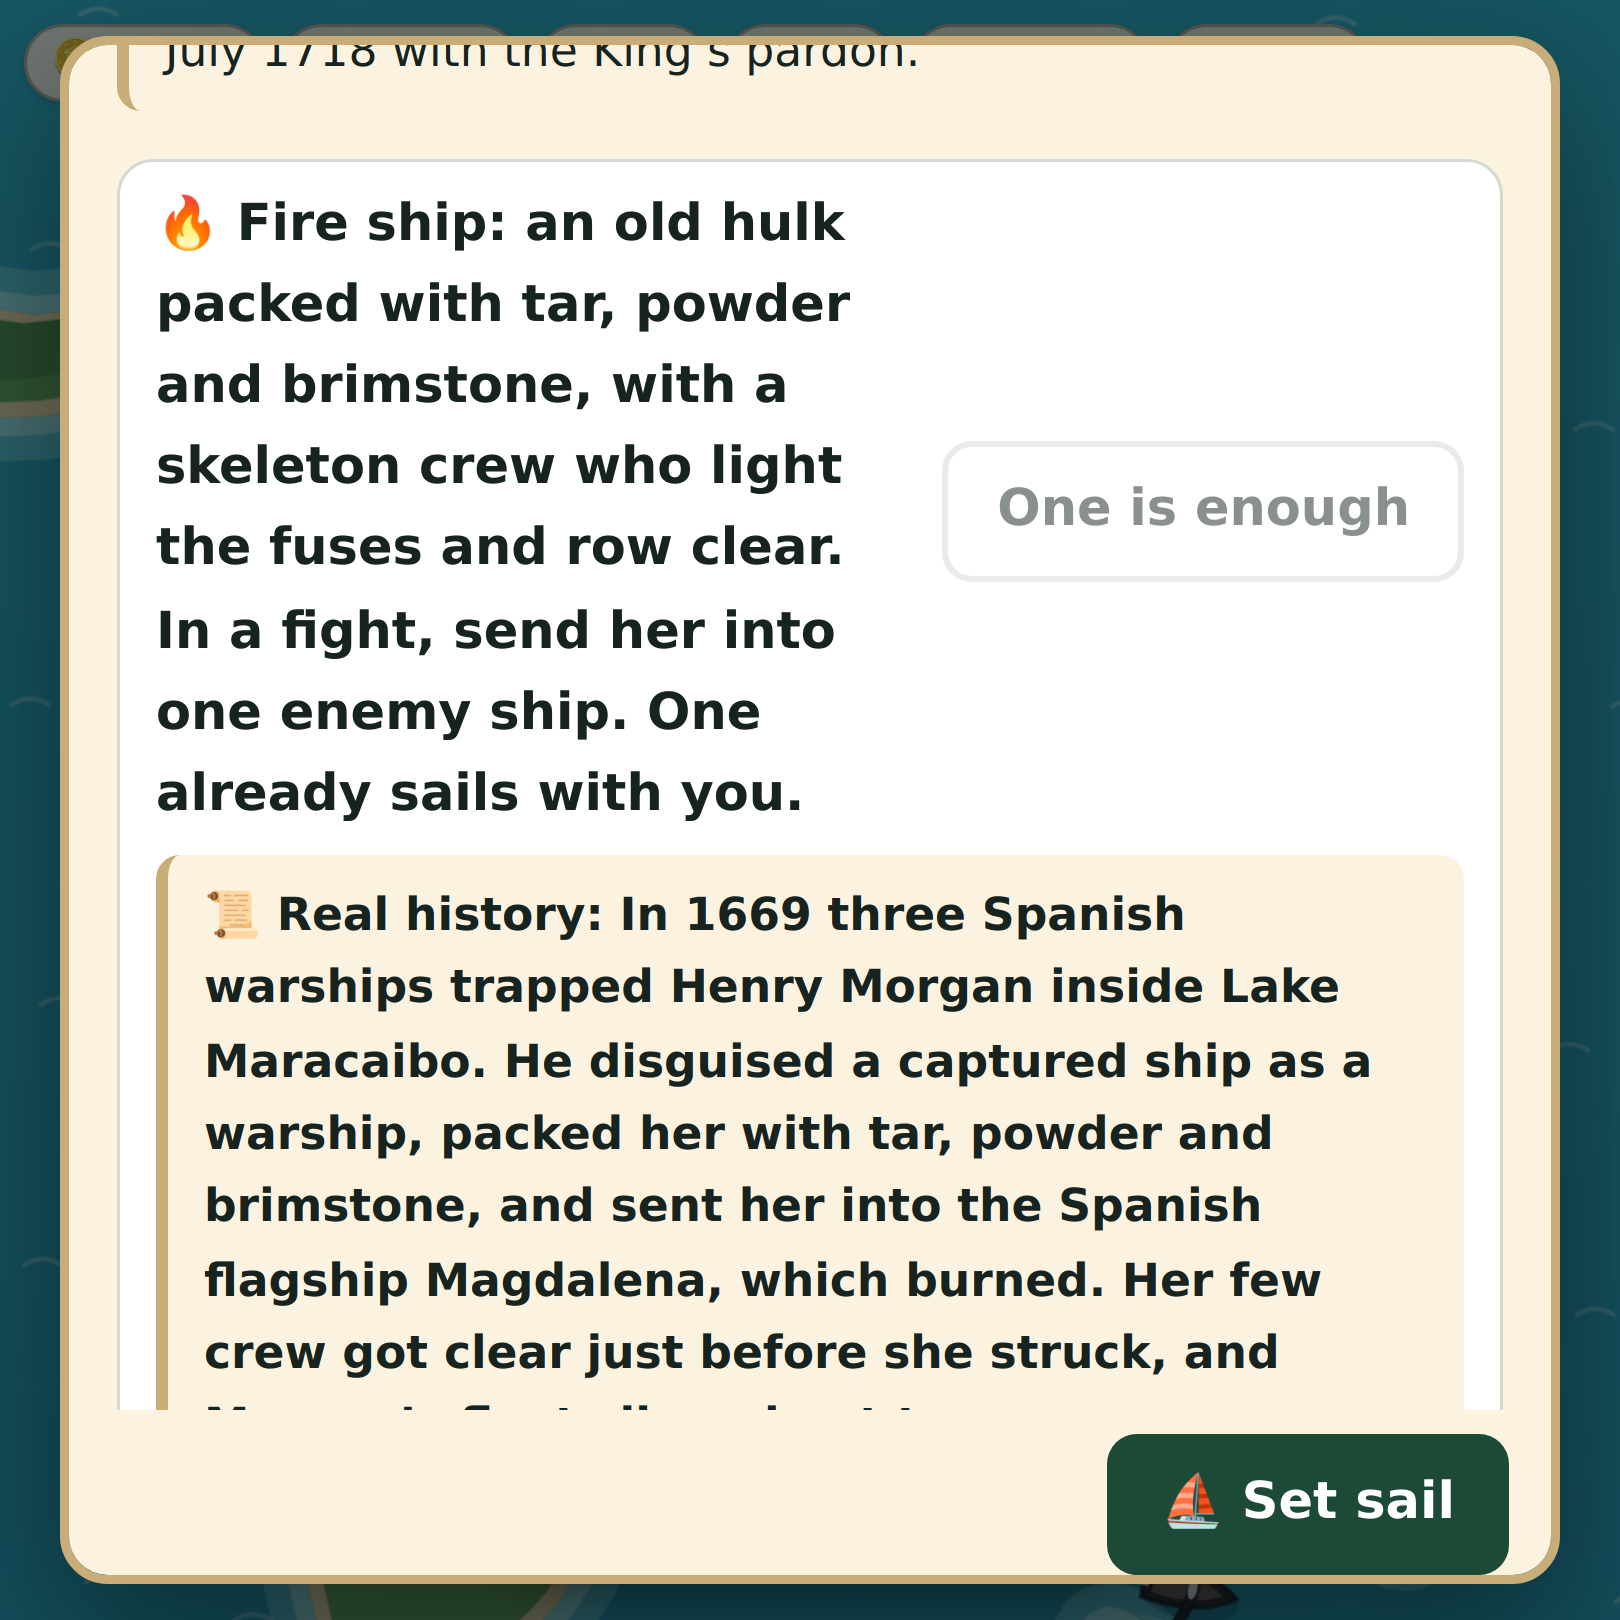 July 1718 with the King's pardon.
🔥 Fire ship: an old hulk
packed with tar, powder
and brimstone, with a
skeleton crew who light
the fuses and row clear.
In a fight, send her into
one enemy ship. One
already sails with you.
One is enough
📜 Real history: In 1669 three Spanish
warships trapped Henry Morgan inside Lake
Maracaibo. He disguised a captured ship as a
warship, packed her with tar, powder and
brimstone, and sent her into the Spanish
flagship Magdalena, which burned. Her few
crew got clear just before she struck, and
⛵ Set sail